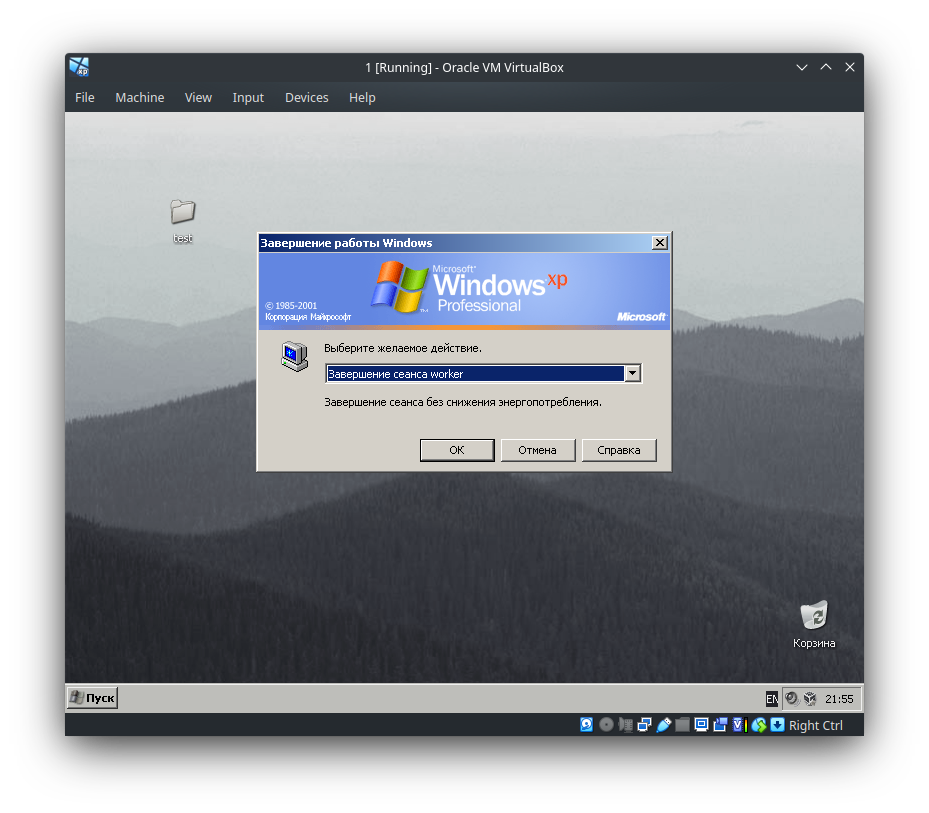 1 [Running] - Oracle VM VirtualBox
File Machine View Input Devices Help
test
Завершение работы Windows
Microsoft®
Windows xp
Professional
TM
© 1985-2001
Корпорация Майкрософт
Microsoft
Выберите желаемое действие.
Завершение сеанса worker
Завершение сеанса без снижения энергопотребления.
ОК Отмена Справка
Корзина
Пуск EN 21:55
Right Ctrl